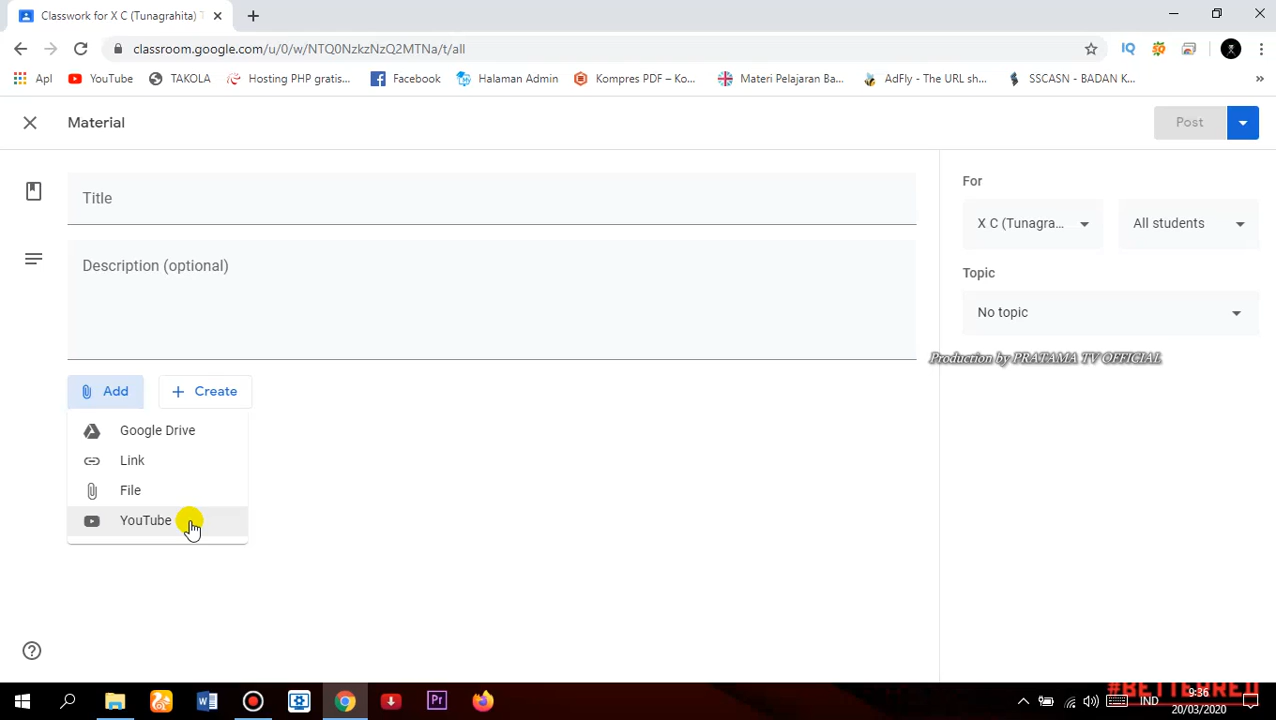 Classwork for X C (Tunagrahita) T
classroom.google.com/u/0/w/NTQ0NzkzNzQ2MTNa/t/all
Apl YouTube TAKOLA Hosting PHP gratis... Facebook Halaman Admin Kompres PDF – Ko... Materi Pelajaran Ba... AdFly - The URL sh... SSCASN - BADAN K...
Material
Post
Title
For
X C (Tunagra...
All students
Description (optional)
Topic
No topic
Production by PRATAMA TV OFFICIAL
Add
Create
Google Drive
Link
File
YouTube
#BETTERRED
IND
9:36
20/03/2020